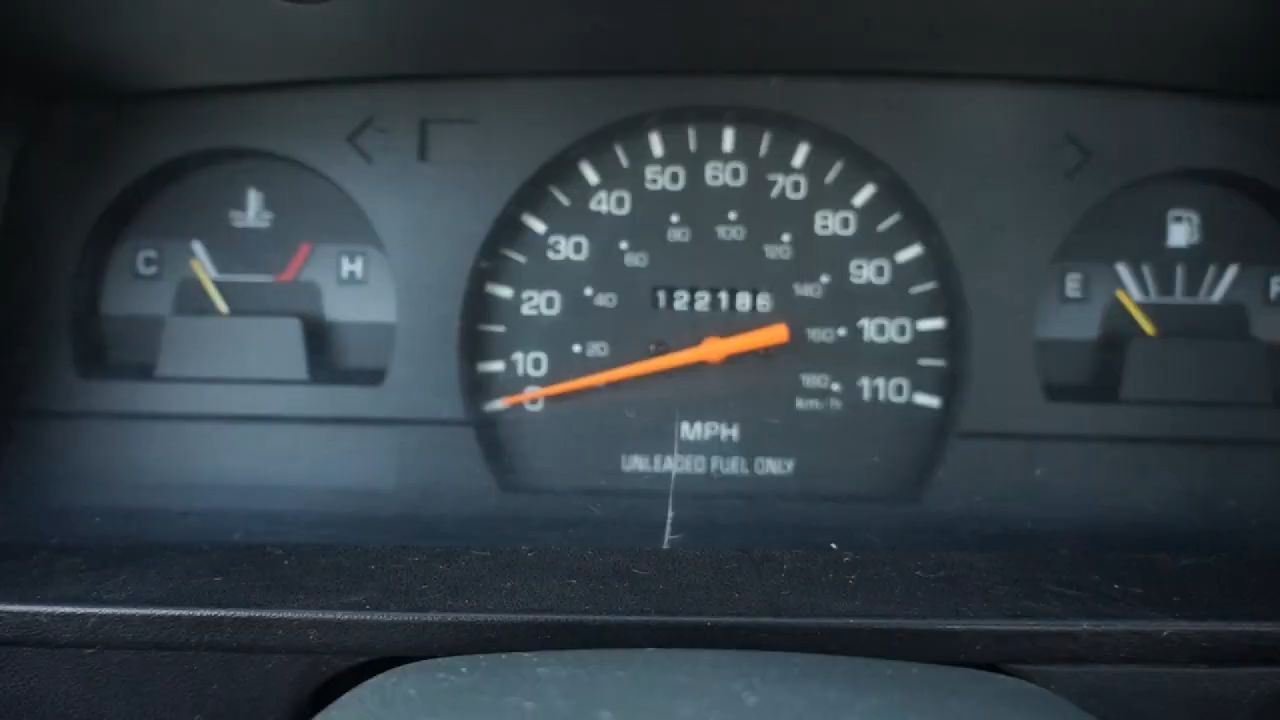 50 60 70
40 80
30 90
20 100
10 110
0
80 100 120
60 140
40 160
20 180
km/h
122186
MPH
UNLEADED FUEL ONLY
C H
E